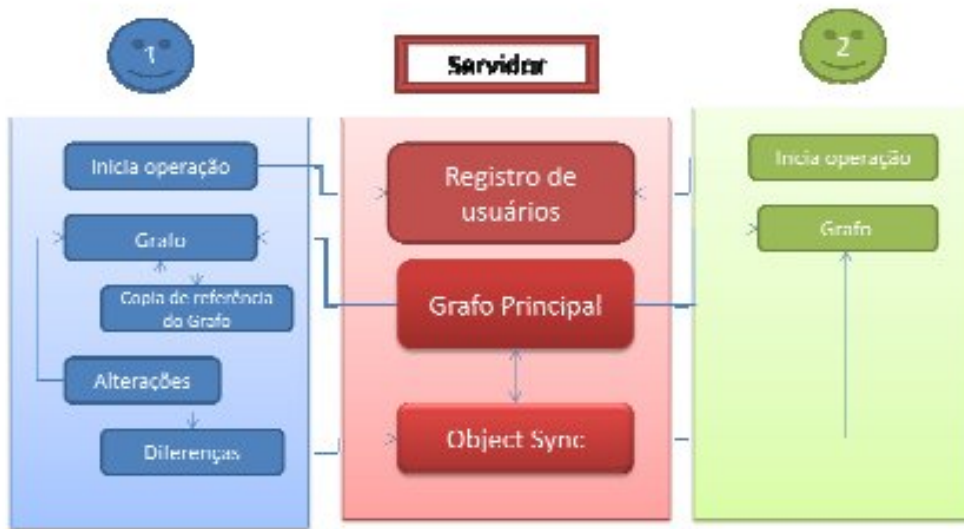 1
Servidor
2
Inicia operação
Grafo
Copia de referência
do Grafo
Alterações
Diferenças
Registro de
usuários
Grafo Principal
Object Sync
Inicia operação
Grafo